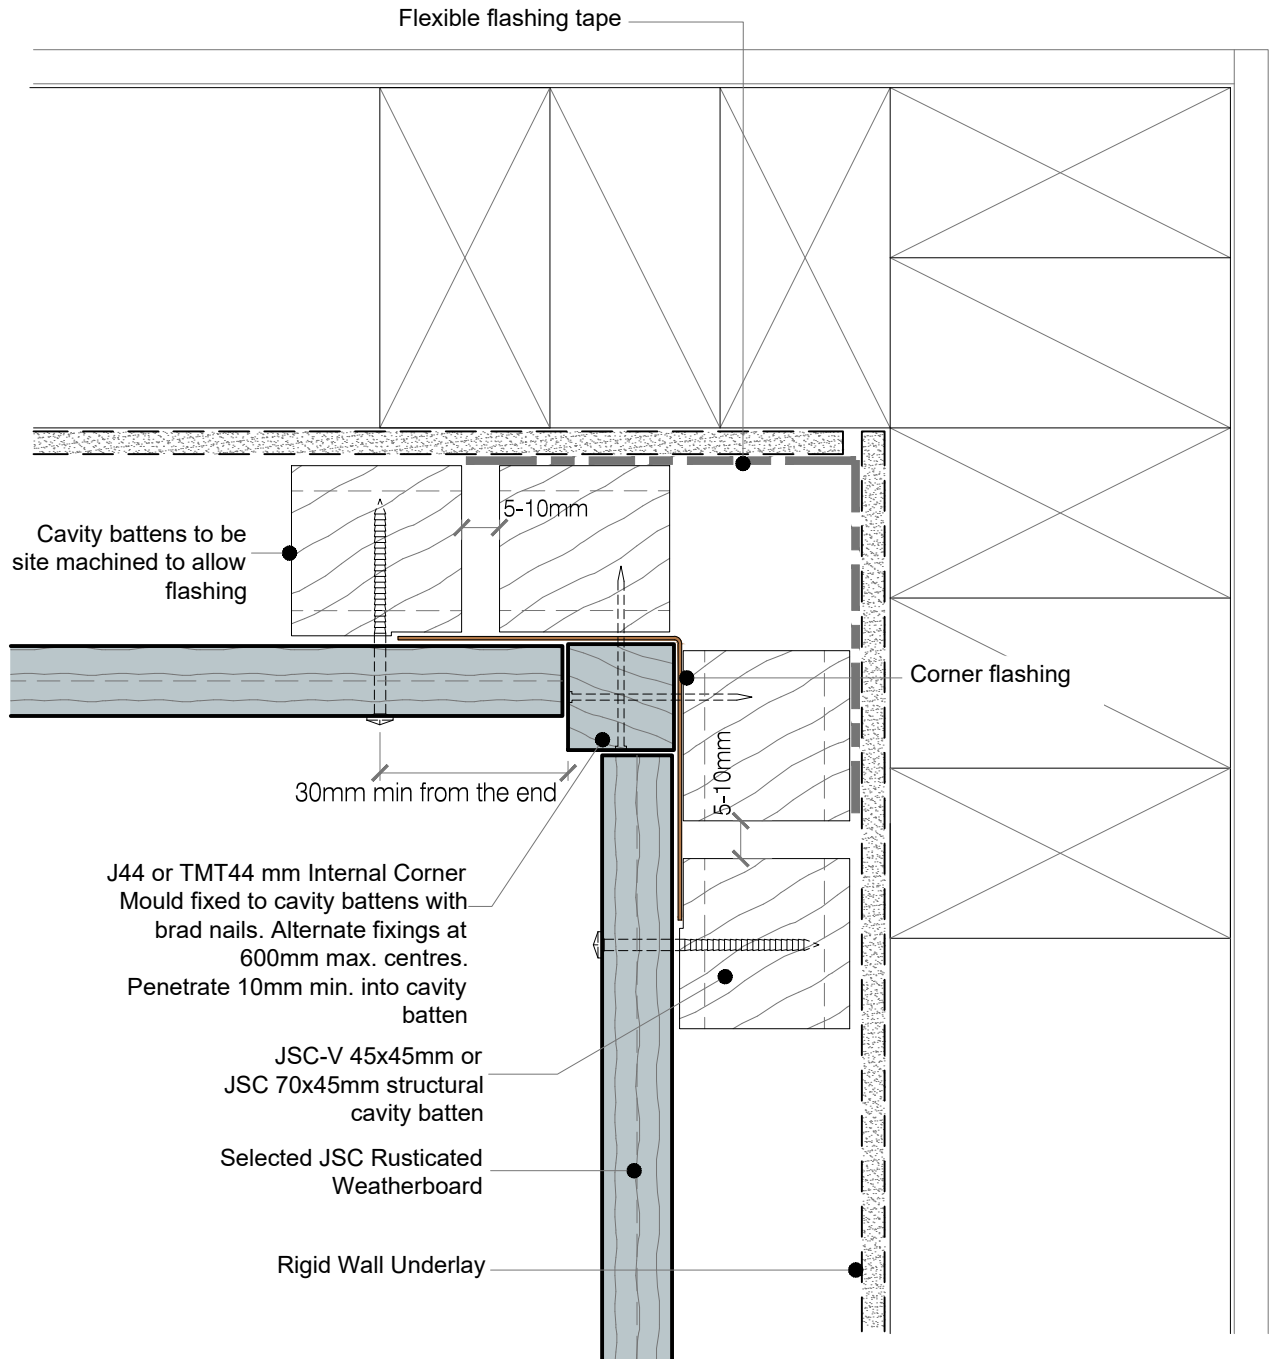 Flexible flashing tape
5-10mm
Cavity battens to be
site machined to allow
flashing
Corner flashing
5-10mm
30mm min from the end
J44 or TMT44 mm Internal Corner
Mould fixed to cavity battens with
brad nails. Alternate fixings at
600mm max. centres.
Penetrate 10mm min. into cavity
batten
JSC-V 45x45mm or
JSC 70x45mm structural
cavity batten
Selected JSC Rusticated
Weatherboard
Rigid Wall Underlay